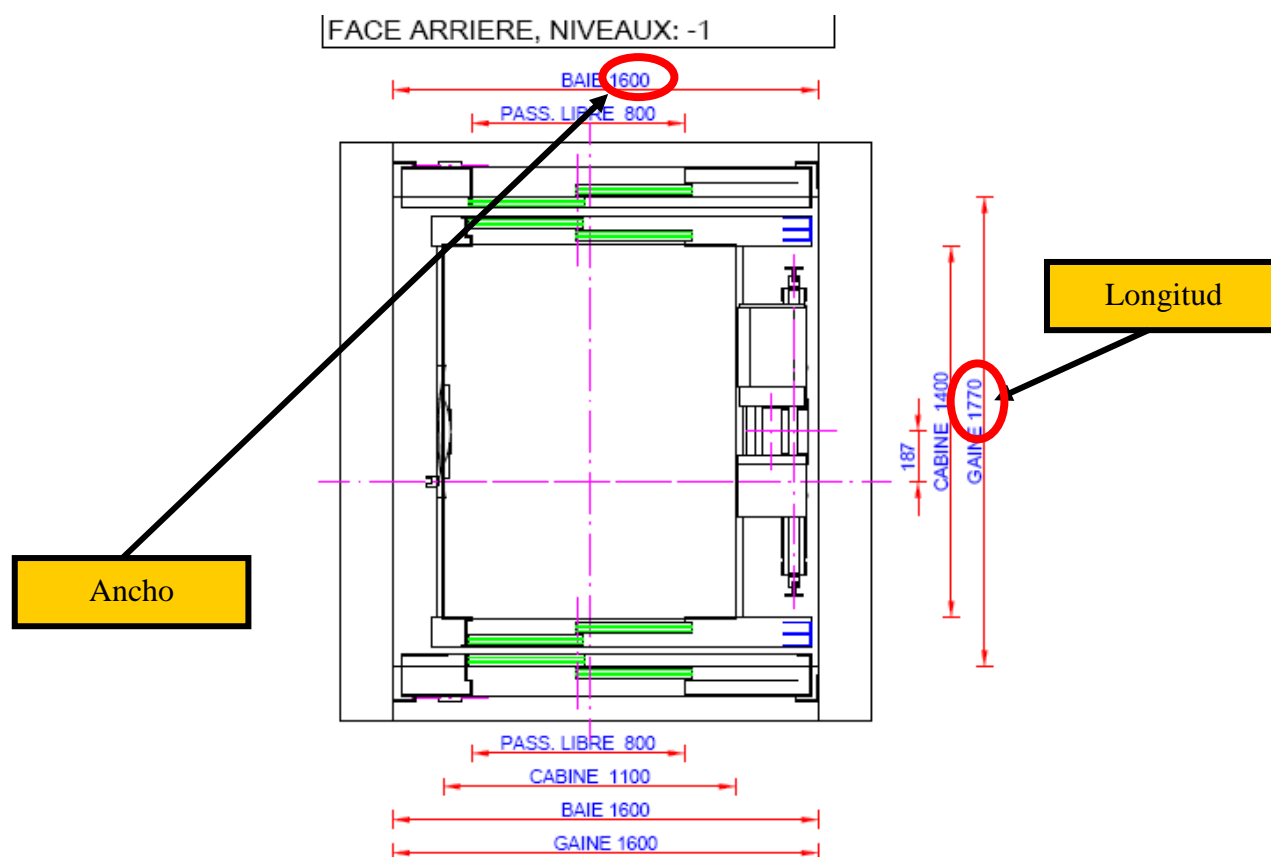 FACE ARRIERE, NIVEAUX: -1
BAIE 1600
PASS. LIBRE 800
Longitud
CABINE 1400
GAINE 1770
187
Ancho
PASS. LIBRE 800
CABINE 1100
BAIE 1600
GAINE 1600